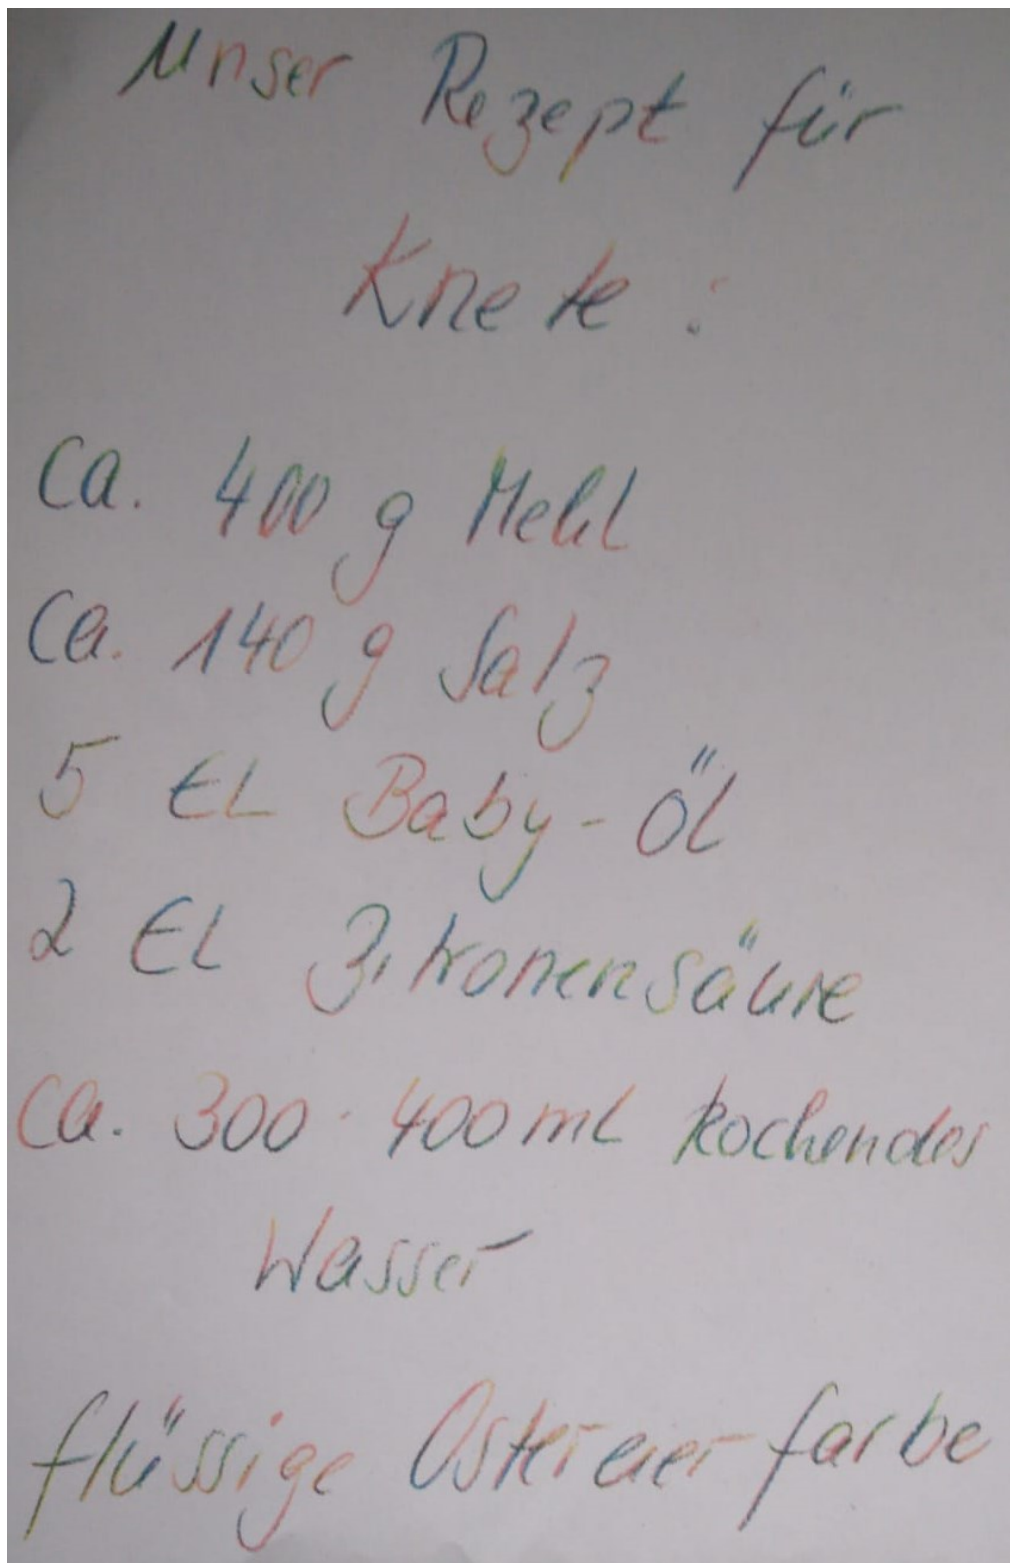 Unser Rezept für
Knete :
Ca. 400 g Mehl
Ca. 140 g Salz
5 EL Baby-Öl
2 EL Zitronensäure
Ca. 300-400 ml kochendes
Wasser
flüssige Ostereierfarbe